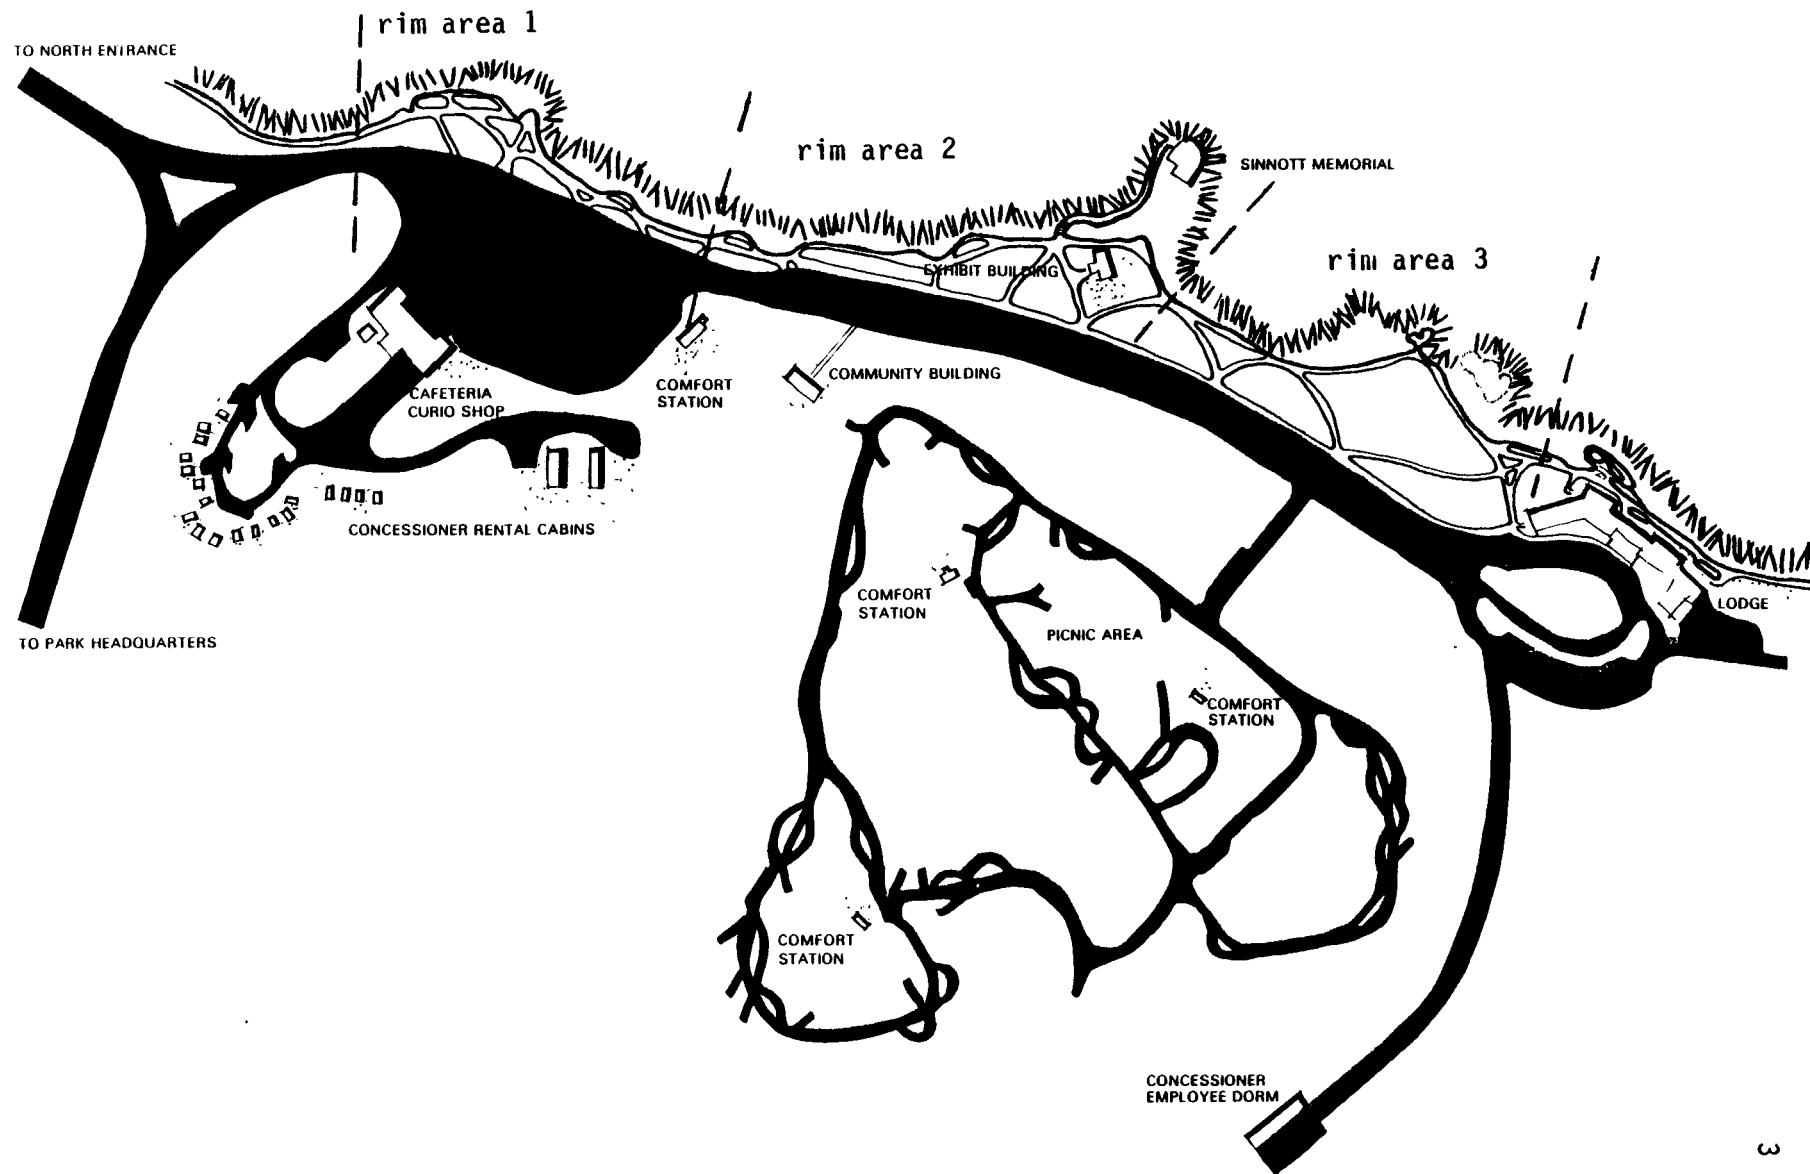 rim area 1
TO NORTH ENTRANCE
rim area 2
SINNOTT MEMORIAL
rim area 3
EXHIBIT BUILDING
COMMUNITY BUILDING
COMFORT
STATION
CAFETERIA
CURIO SHOP
CONCESSIONER RENTAL CABINS
COMFORT
STATION
LODGE
TO PARK HEADQUARTERS
PICNIC AREA
COMFORT
STATION
COMFORT
STATION
CONCESSIONER
EMPLOYEE DORM
3